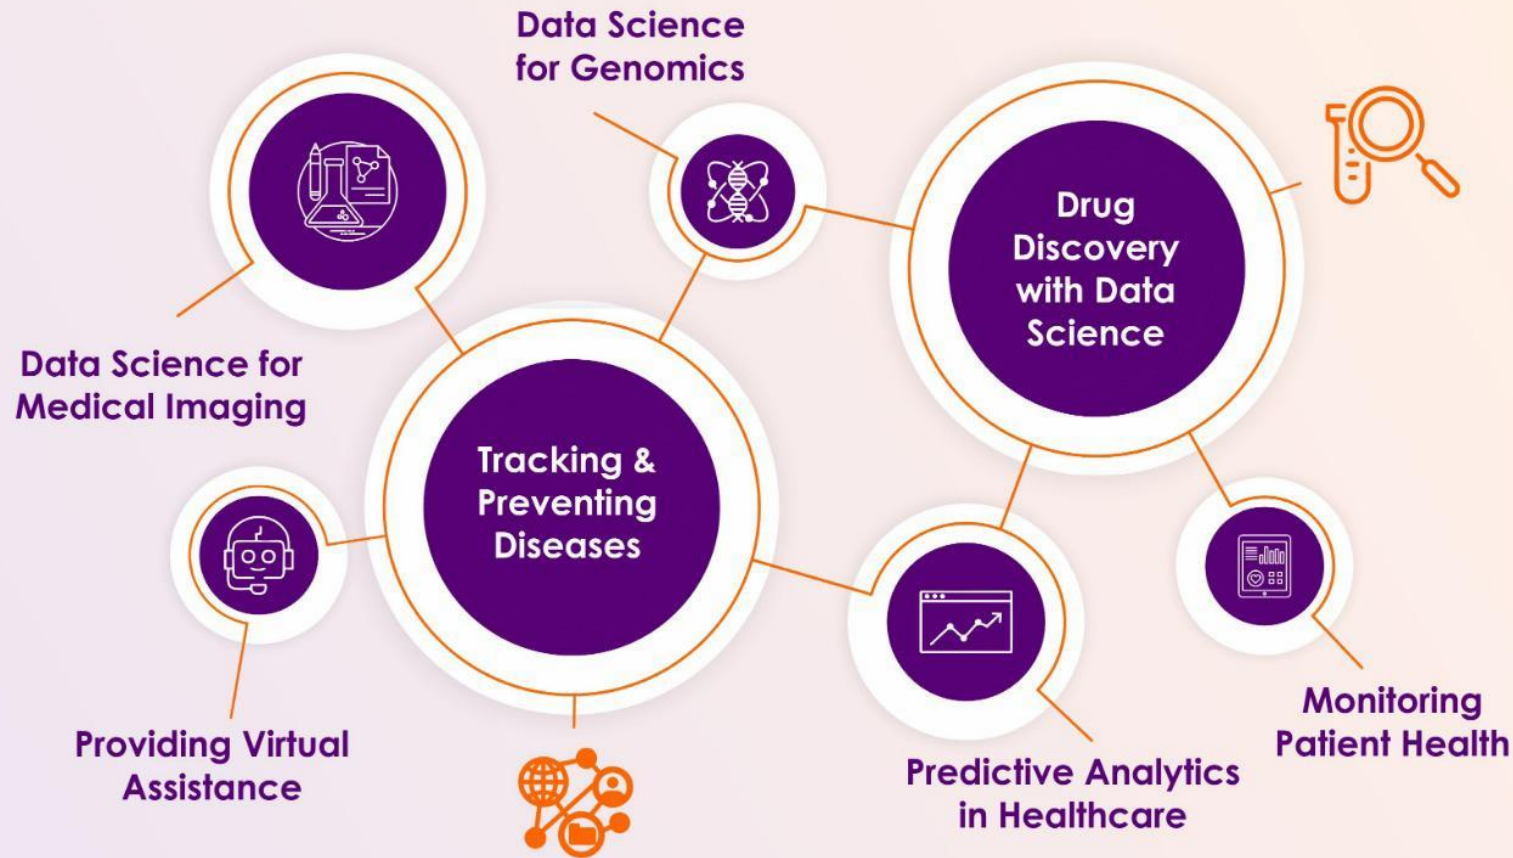 Data Science
for Genomics
Drug
Discovery
with Data
Science
Data Science for
Medical Imaging
Tracking &
Preventing
Diseases
Providing Virtual
Assistance
Predictive Analytics
in Healthcare
Monitoring
Patient Health